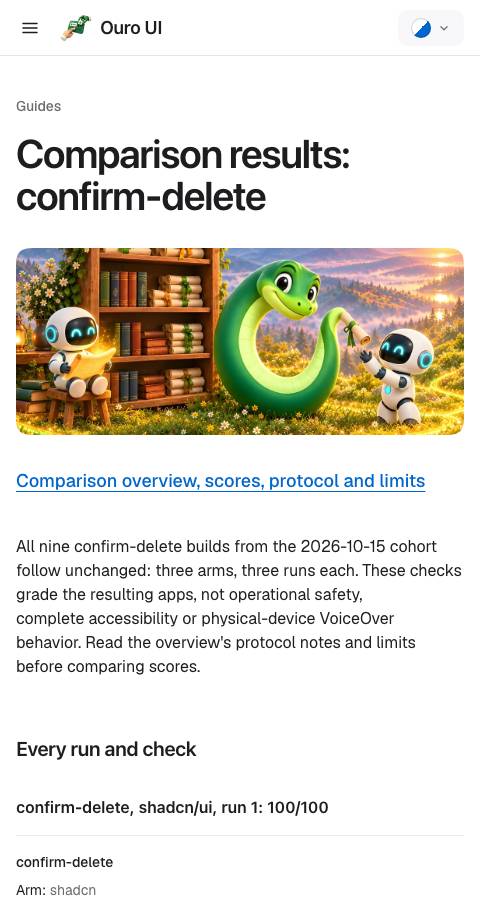 Ouro UI
Guides
Comparison results:
confirm-delete
Comparison overview, scores, protocol and limits
All nine confirm-delete builds from the 2026-10-15 cohort
follow unchanged: three arms, three runs each. These checks
grade the resulting apps, not operational safety,
complete accessibility or physical-device VoiceOver
behavior. Read the overview's protocol notes and limits
before comparing scores.
Every run and check
confirm-delete, shadcn/ui, run 1: 100/100
confirm-delete
Arm: shadcn